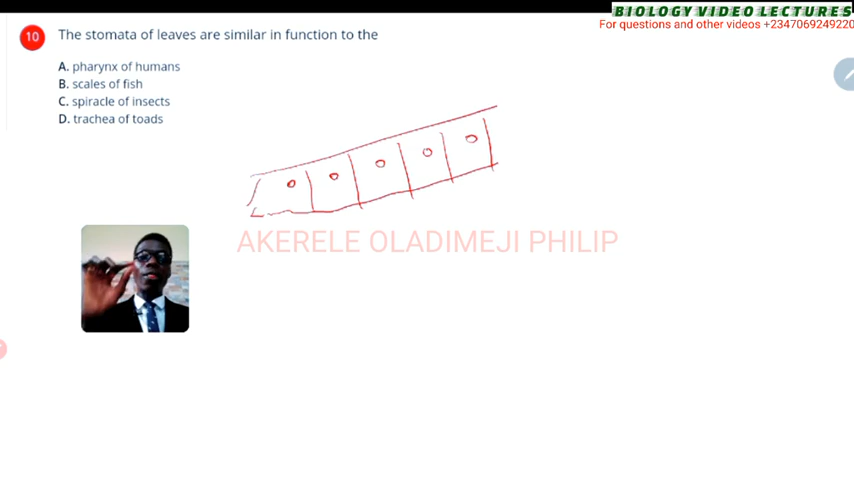 BIOLOGY VIDEO LECTURES
For questions and other videos +2347069249220
10 The stomata of leaves are similar in function to the
A. pharynx of humans
B. scales of fish
C. spiracle of insects
D. trachea of toads
AKERELE OLADIMEJI PHILIP